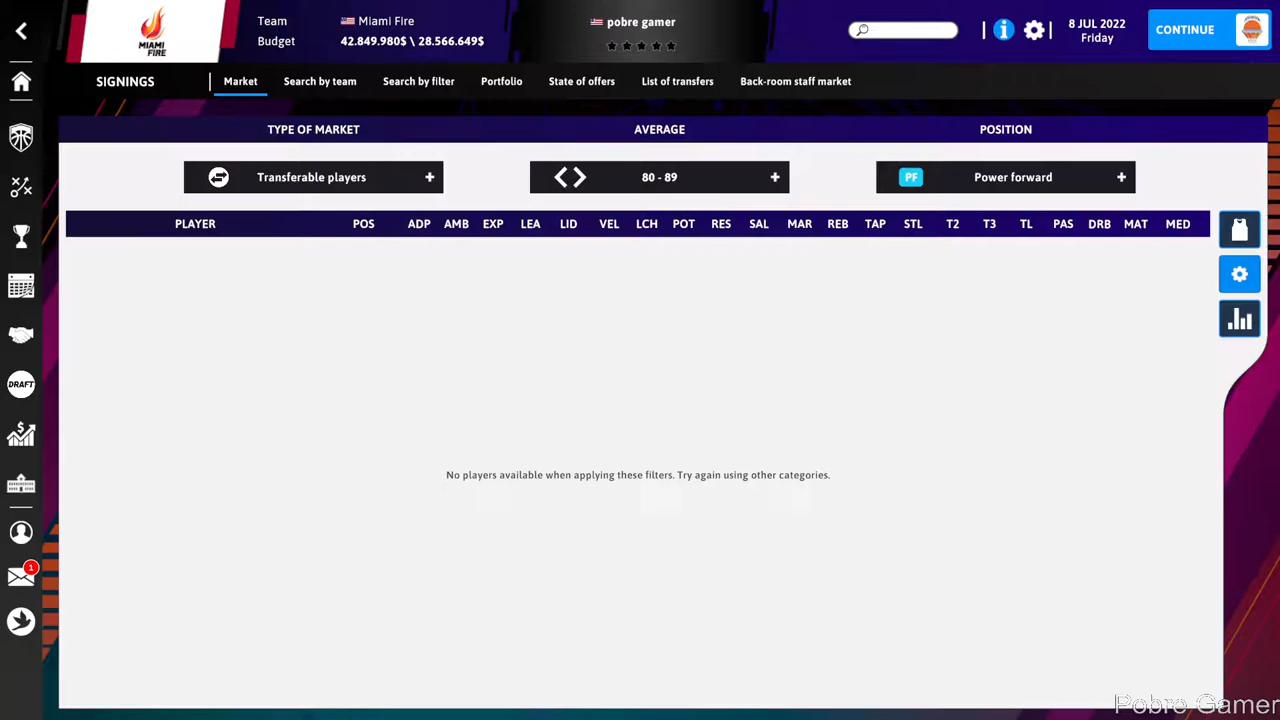 Team
Miami Fire
Budget
42.849.980$ \ 28.566.649$
MIAMI
FIRE
pobre gamer
8 JUL 2022
Friday
CONTINUE
SIGNINGS
Market
Search by team
Search by filter
Portfolio
State of offers
List of transfers
Back-room staff market
TYPE OF MARKET
AVERAGE
POSITION
Transferable players +
80 - 89 +
PF Power forward +
PLAYER POS ADP AMB EXP LEA LID VEL LCH POT RES SAL MAR REB TAP STL T2 T3 TL PAS DRB MAT MED
No players available when applying these filters. Try again using other categories.
DRAFT
1
Pobre Gamer